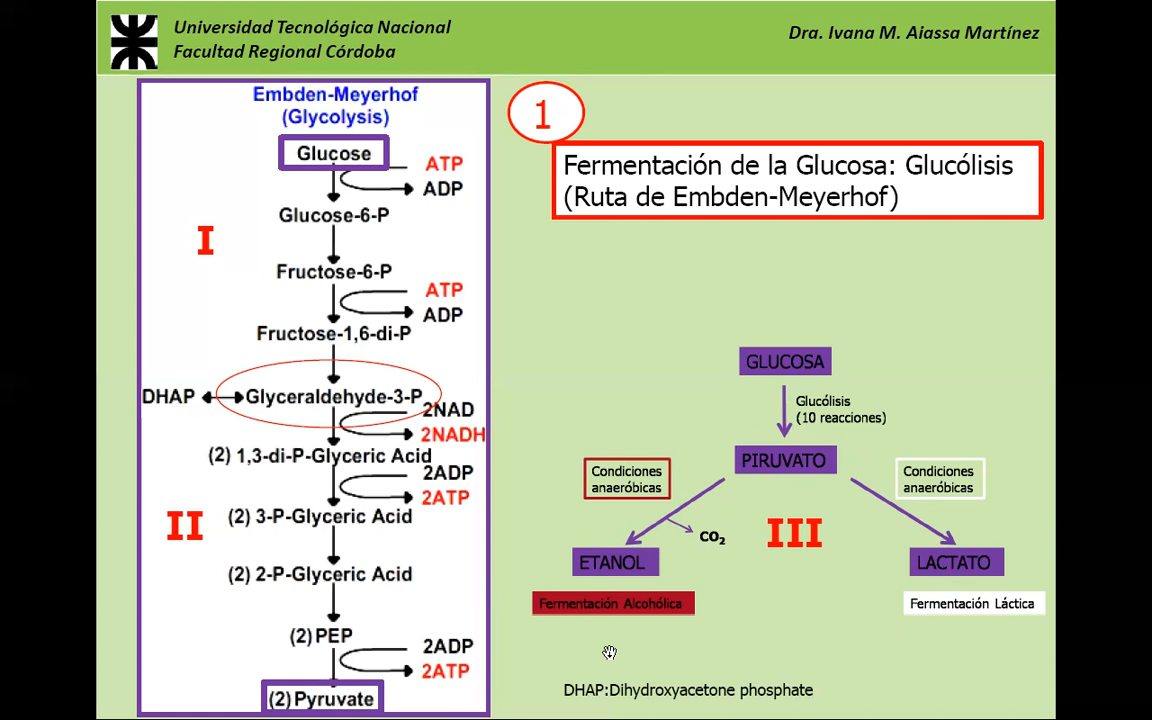 Universidad Tecnológica Nacional
Facultad Regional Córdoba
Dra. Ivana M. Aiassa Martínez
Embden-Meyerhof
(Glycolysis)
Glucose
ATP
ADP
Glucose-6-P
I
Fructose-6-P
ATP
ADP
Fructose-1,6-di-P
DHAP
Glyceraldehyde-3-P
2NAD
2NADH
(2) 1,3-di-P-Glyceric Acid
2ADP
2ATP
(2) 3-P-Glyceric Acid
II
(2) 2-P-Glyceric Acid
(2) PEP
2ADP
2ATP
(2) Pyruvate
1
Fermentación de la Glucosa: Glucólisis
(Ruta de Embden-Meyerhof)
GLUCOSA
Glucólisis
(10 reacciones)
PIRUVATO
Condiciones
anaeróbicas
Condiciones
anaeróbicas
CO₂
III
ETANOL
LACTATO
Fermentación Alcohólica
Fermentación Láctica
DHAP:Dihydroxyacetone phosphate